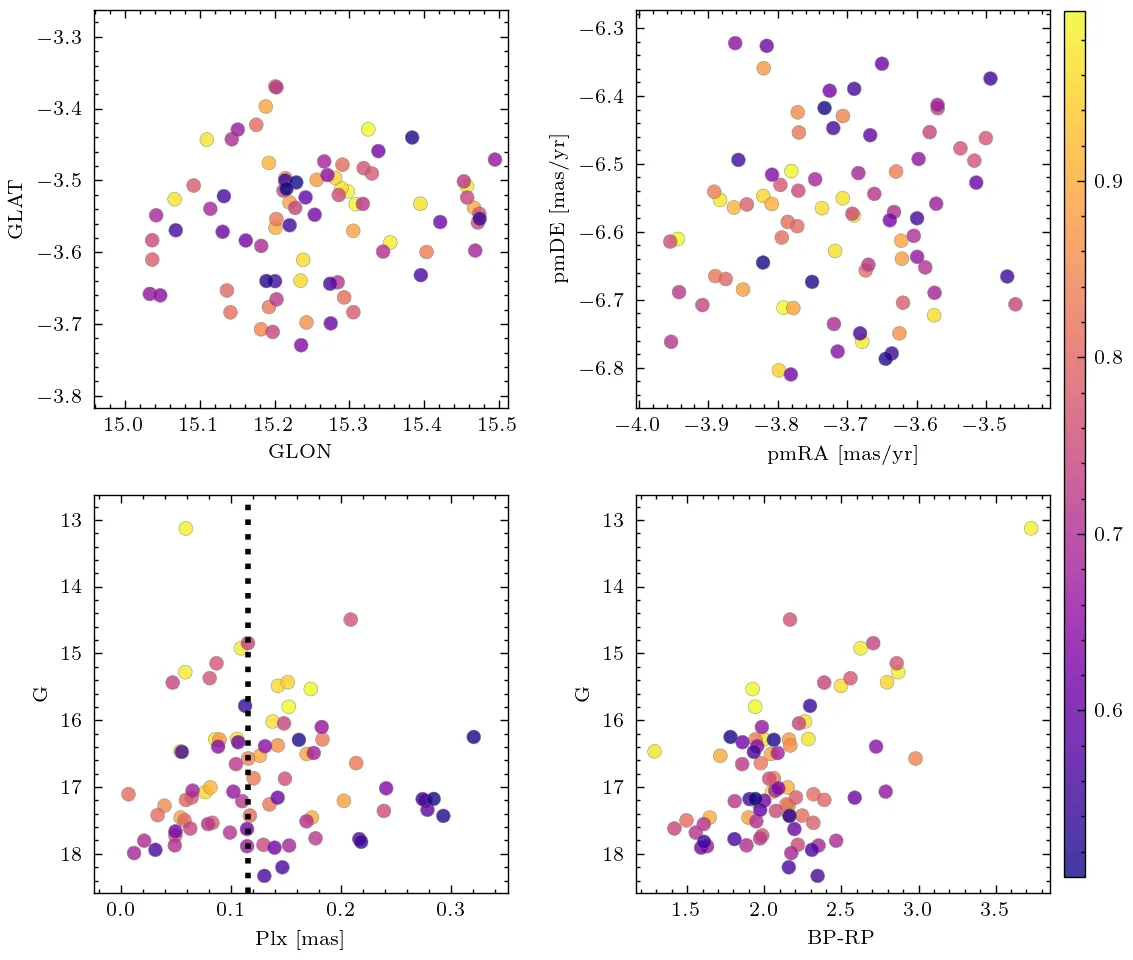 −3.3
−3.4
−3.5
−3.6
−3.7
−3.8
GLAT
15.0 15.1 15.2 15.3 15.4 15.5
GLON
−6.3
−6.4
−6.5
−6.6
−6.7
−6.8
pmDE [mas/yr]
−4.0 −3.9 −3.8 −3.7 −3.6 −3.5
pmRA [mas/yr]
13
14
15
16
17
18
G
0.0 0.1 0.2 0.3
Plx [mas]
13
14
15
16
17
18
G
1.5 2.0 2.5 3.0 3.5
BP-RP
0.9
0.8
0.7
0.6